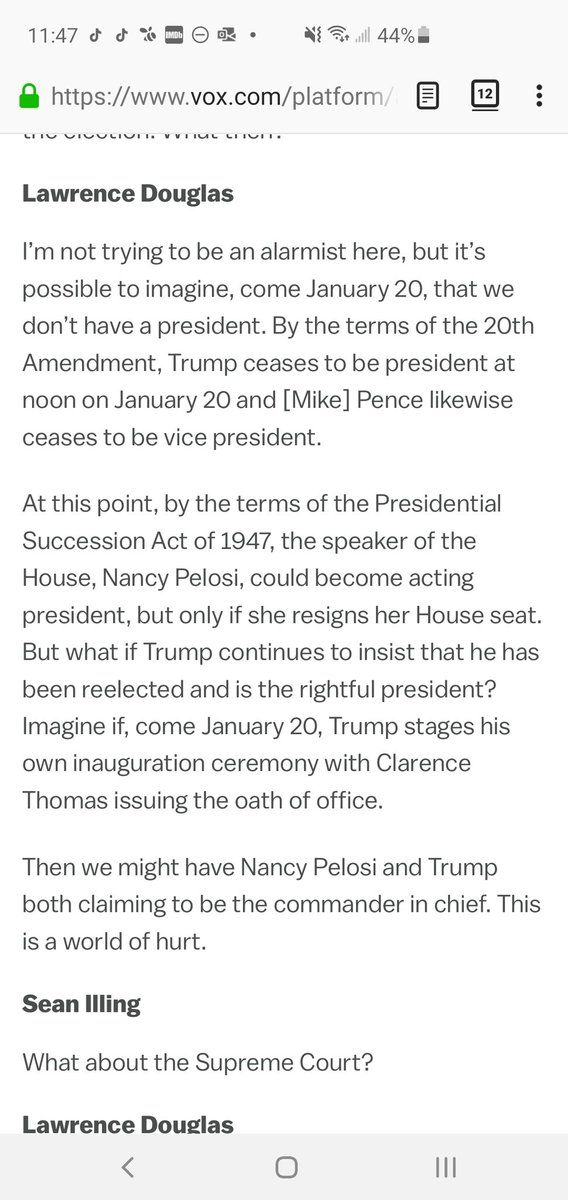 11:47
IMDb
44%
https://www.vox.com/platform/
12
the election. What then?
Lawrence Douglas
I'm not trying to be an alarmist here, but it's
possible to imagine, come January 20, that we
don't have a president. By the terms of the 20th
Amendment, Trump ceases to be president at
noon on January 20 and [Mike] Pence likewise
ceases to be vice president.
At this point, by the terms of the Presidential
Succession Act of 1947, the speaker of the
House, Nancy Pelosi, could become acting
president, but only if she resigns her House seat.
But what if Trump continues to insist that he has
been reelected and is the rightful president?
Imagine if, come January 20, Trump stages his
own inauguration ceremony with Clarence
Thomas issuing the oath of office.
Then we might have Nancy Pelosi and Trump
both claiming to be the commander in chief. This
is a world of hurt.
Sean Illing
What about the Supreme Court?
Lawrence Douglas